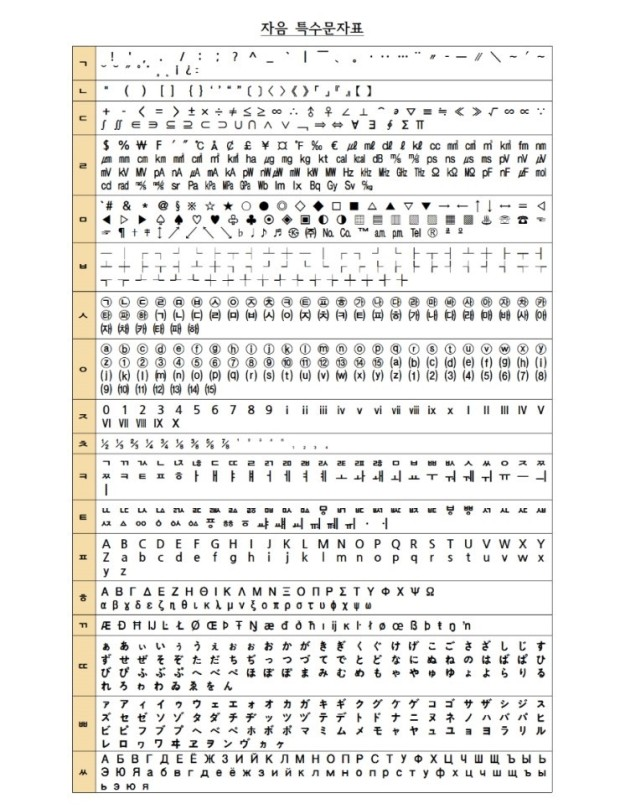 자음 특수문자표
ㄱ ! ' , . / : ; ? ^ _ ` | ¯ 、 。 · ‥ … ¨ 〃 ― ∥ \ ∼ ´ ~
¸ ¡ ¿ ː
ㄴ " ( ) [ ] { } ‘ ’ “ ” 〔 〕 〈 〉 《 》 「 」 『 』 【 】
ㄷ + - < = > ± × ÷ ≠ ≤ ≥ ∞ ∴ ♂ ♀ ∠ ⊥ ⌒ ∂ ∇ ≡ ≒ ≪ ≫ √ ∽ ∝ ∵
∫ ∬ ∈ ∋ ⊆ ⊇ ⊂ ⊃ ∪ ∩ ∧ ∨ ¬ ⇒ ⇔ ∀ ∃ ∮ ∑ ∏
ㄹ $ % ₩ F ′ ″ ℃ Å ¢ £ ¥ ¤ ℉ ‰ € ㎕ ㎖ ㎗ ℓ ㎘ cc ㎣ ㎤ ㎥ ㎦ fm nm
㎛ mm cm km ㎟ ㎠ ㎡ ㎢ ha ㎍ mg kg kt cal kcal dB ㎧ ㎨ ps ns ㎲ ms pV nV ㎶
mV kV MV pA nA ㎂ mA kA pW nW ㎼ mW kW MW Hz kHz MHz GHz THz Ω kΩ MΩ pF nF ㎌ mol
cd rad ㎮ ㎯ sr Pa kPa MPa GPa Wb lm lx Bq Gy Sv ㏆
ㅁ # & * @ § ※ ☆ ★ ○ ● ◎ ◇ ◆ □ ■ △ ▲ ▽ ▼ → ← ↑ ↓ ↔ 〓 ◁
◀ ▷ ▶ ♤ ♠ ♡ ♥ ♧ ♣ ⊙ ◈ ▣ ◐ ◑ ▒ ▤ ▥ ▨ ▧ ▦ ▩ ♨ ☏ ☎ ☜
☞ ¶ † ‡ ↕ ↗ ↙ ↖ ↘ ♭ ♩ ♪ ♬ ㉿ ㈜ № ㏇ ™ ㏂ ㏘ ℡ ® ª º
ㅂ
ㅅ ㉠ ㉡ ㉢ ㉣ ㉤ ㉥ ㉦ ㉧ ㉨ ㉩ ㉪ ㉫ ㉬ ㉭ ㉮ ㉯ ㉰ ㉱ ㉲ ㉳ ㉴ ㉵ ㉶ ㉷ ㉸
㉹ ㉺ ㉻ ㈀ ㈁ ㈂ ㈃ ㈄ ㈅ ㈆ ㈇ ㈈ ㈉ ㈊ ㈋ ㈌ ㈍ ㈎ ㈏ ㈐ ㈑ ㈒ ㈓ ㈔ ㈕
㈖ ㈗ ㈘ ㈙ ㈚ ㈛
ㅇ ⓐ ⓑ ⓒ ⓓ ⓔ ⓕ ⓖ ⓗ ⓘ ⓙ ⓚ ⓛ ⓜ ⓝ ⓞ ⓟ ⓠ ⓡ ⓢ ⓣ ⓤ ⓥ ⓦ ⓧ ⓨ
ⓩ ① ② ③ ④ ⑤ ⑥ ⑦ ⑧ ⑨ ⑩ ⑪ ⑫ ⑬ ⑭ ⑮ ⒜ ⒝ ⒞ ⒟ ⒠ ⒡ ⒢ ⒣ ⒤
⒥ ⒦ ⒧ ⒨ ⒩ ⒪ ⒫ ⒬ ⒭ ⒮ ⒯ ⒰ ⒱ ⒲ ⒳ ⒴ ⒵ ⑴ ⑵ ⑶ ⑷ ⑸ ⑹ ⑺ ⑻
⑼ ⑽ ⑾ ⑿ ⒀ ⒁ ⒂
ㅈ 0 1 2 3 4 5 6 7 8 9 ⅰ ⅱ ⅲ ⅳ ⅴ ⅵ ⅶ ⅷ ⅸ ⅹ Ⅰ Ⅱ Ⅲ Ⅳ Ⅴ
Ⅵ Ⅶ Ⅷ Ⅸ Ⅹ
ㅊ ½ ⅓ ⅔ ¼ ¾ ⅛ ⅜ ⅝ ⅞
ㅋ ㄱ ㄲ ㄳ ㄴ ㄵ ㄶ ㄷ ㄸ ㄹ ㄺ ㄻ ㄼ ㄽ ㄾ ㄿ ㅀ ㅁ ㅂ ㅃ ㅄ ㅅ ㅆ ㅇ ㅈ ㅉ
ㅋ ㅌ ㅍ ㅎ ㅏ ㅐ ㅑ ㅒ ㅓ ㅔ ㅕ ㅖ ㅗ ㅘ ㅙ ㅚ ㅛ ㅜ ㅝ ㅞ ㅟ ㅠ ㅡ ㅢ
ㅣ
ㅌ
ㅍ A B C D E F G H I J K L M N O P Q R S T U V W X Y
Z a b c d e f g h i j k l m n o p q r s t u v w x
y z
ㅎ Α Β Γ Δ Ε Ζ Η Θ Ι Κ Λ Μ Ν Ξ Ο Π Ρ Σ Τ Υ Φ Χ Ψ Ω
α β γ δ ε ζ η θ ι κ λ μ ν ξ ο π ρ σ τ υ φ χ ψ ω
ㄲ Æ Ð Ħ Ĳ Ŀ Ł Ø Œ Þ Ŧ Ŋ æ đ ð ħ ı ĳ ĸ ŀ ł ø œ ß þ ŧ ŋ ŉ
ㄸ ぁ あ ぃ い ぅ う ぇ え ぉ お か が き ぎ く ぐ け げ こ ご さ ざ し じ す
ず せ ぜ そ ぞ た だ ち ぢ っ つ づ て で と ど な に ぬ ね の は ば ぱ ひ
び ぴ ふ ぶ ぷ へ べ ぺ ほ ぼ ぽ ま み む め も ゃ や ゅ ゆ ょ よ ら り る
れ ろ ゎ わ ゐ ゑ を ん
ㅃ ァ ア ィ イ ゥ ウ ェ エ ォ オ カ ガ キ ギ ク グ ケ ゲ コ ゴ サ ザ シ ジ ス
ズ セ ゼ ソ ゾ タ ダ チ ヂ ッ ツ ヅ テ デ ト ド ナ ニ ヌ ネ ノ ハ バ パ ヒ
ビ ピ フ ブ プ ヘ ベ ペ ホ ボ ポ マ ミ ム メ モ ャ ヤ ュ ユ ョ ヨ ラ リ ル
レ ロ ヮ ワ ヰ ヱ ヲ ン ヴ ヵ ヶ
ㅆ А Б В Г Д Е Ё Ж З И Й К Л М Н О П Р С Т У Ф Х Ц Ч Ш Щ Ъ Ы Ь
Э Ю Я а б в г д е ё ж з и й к л м н о п р с т у ф х ц ч ш щ ъ ы
ь э ю я